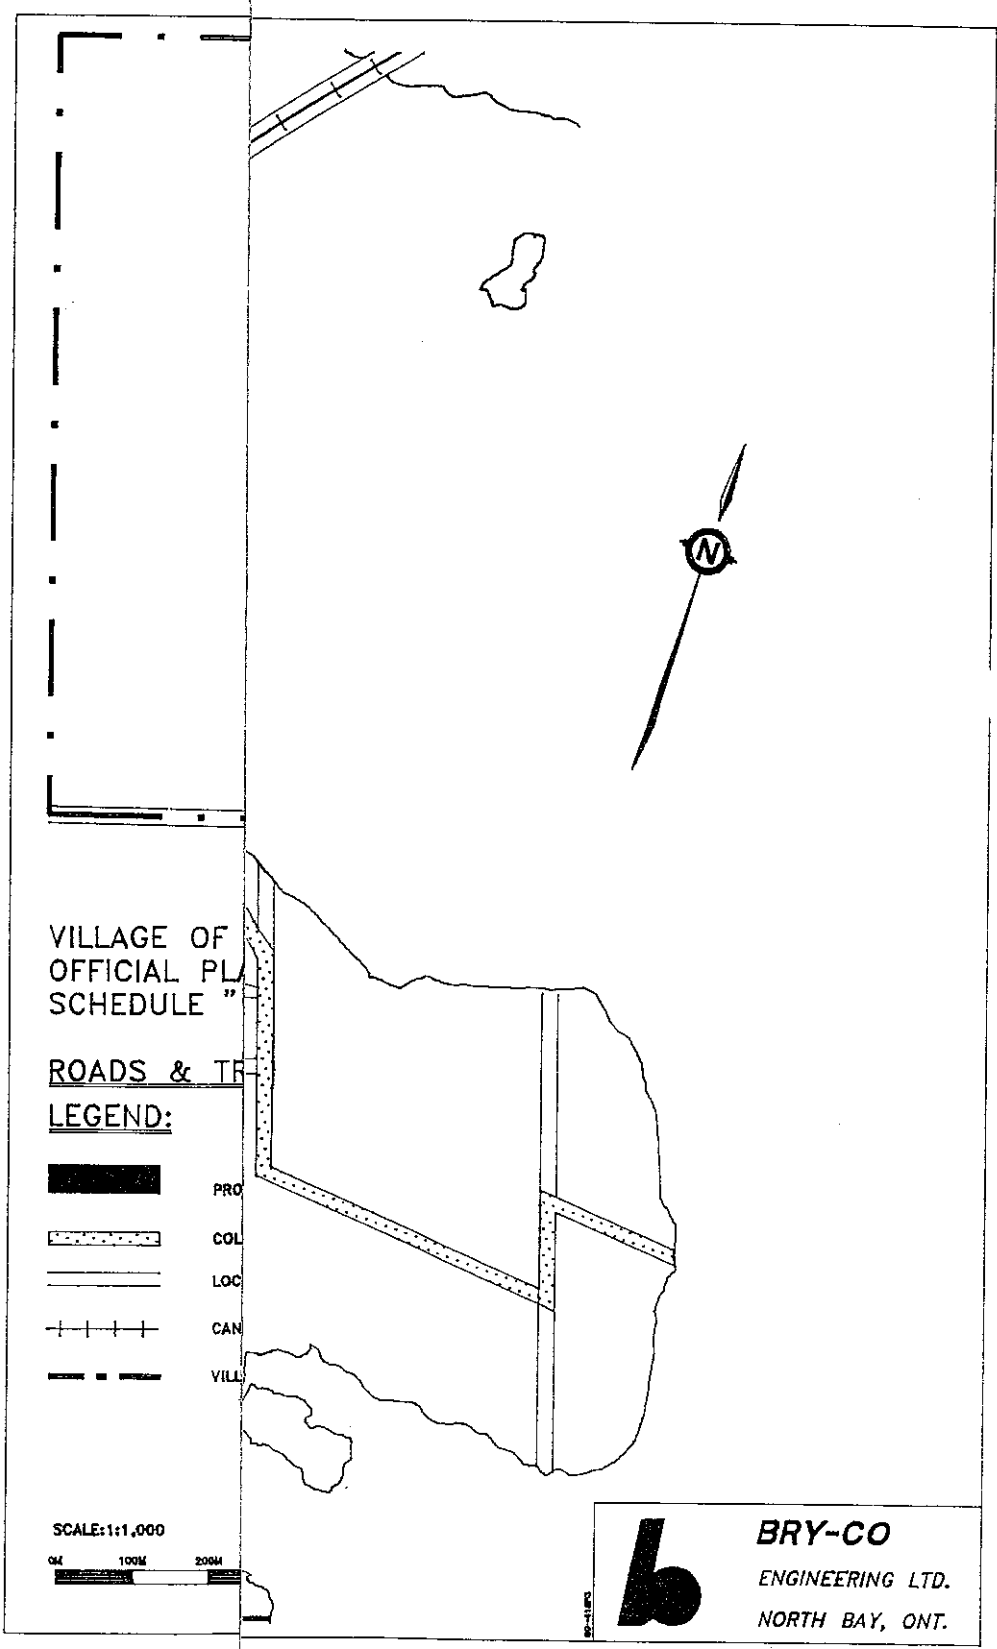 N
VILLAGE OF
OFFICIAL PLA
SCHEDULE "
ROADS & TR
LEGEND:
PRO
COL
LOC
CAN
VILL
SCALE:1:1,000
0M 100M 200M
BRY-CO
ENGINEERING LTD.
NORTH BAY, ONT.